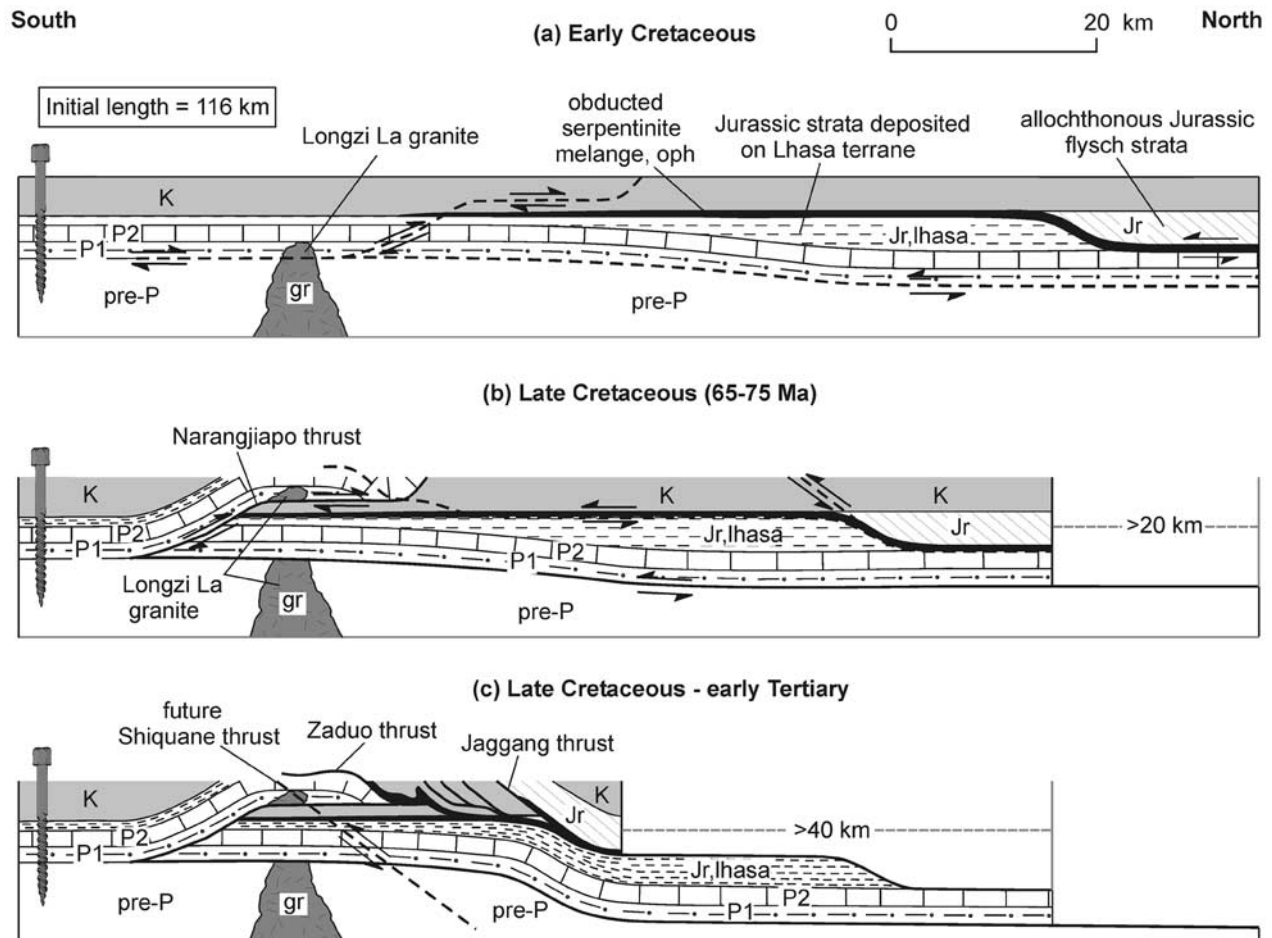 South
(a) Early Cretaceous
0 20 km
North
Initial length = 116 km
Longzi La granite
obducted
serpentinite
melange, oph
Jurassic strata deposited
on Lhasa terrane
allochthonous Jurassic
flysch strata
K
P2
P1
Jr,lhasa
Jr
pre-P
gr
pre-P
(b) Late Cretaceous (65-75 Ma)
Narangjiapo thrust
K
K
K
P2
P1
Jr,lhasa
Jr
>20 km
P2
P1
Longzi La
granite
gr
pre-P
(c) Late Cretaceous - early Tertiary
future
Shiquane thrust
Zaduo thrust
Jaggang thrust
K
K
Jr
P2
P1
>40 km
Jr,lhasa
P2
P1
pre-P
gr
pre-P